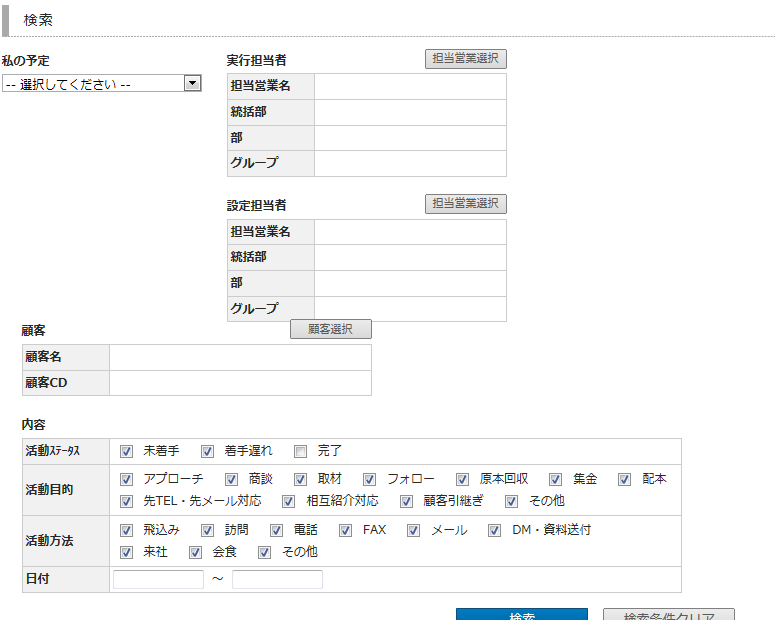 検索
私の予定
-- 選択してください --
実行担当者 担当営業選択
担当営業名
統括部
部
グループ
設定担当者 担当営業選択
担当営業名
統括部
部
グループ
顧客 顧客選択
顧客名
顧客CD
内容
活動ｽﾃｰﾀｽ 未着手 着手遅れ 完了
活動目的 アプローチ 商談 取材 フォロー 原本回収 集金 配本
先TEL・先メール対応 相互紹介対応 顧客引継ぎ その他
活動方法 飛込み 訪問 電話 FAX メール DM・資料送付
来社 会食 その他
日付 ～
検索 検索条件クリア